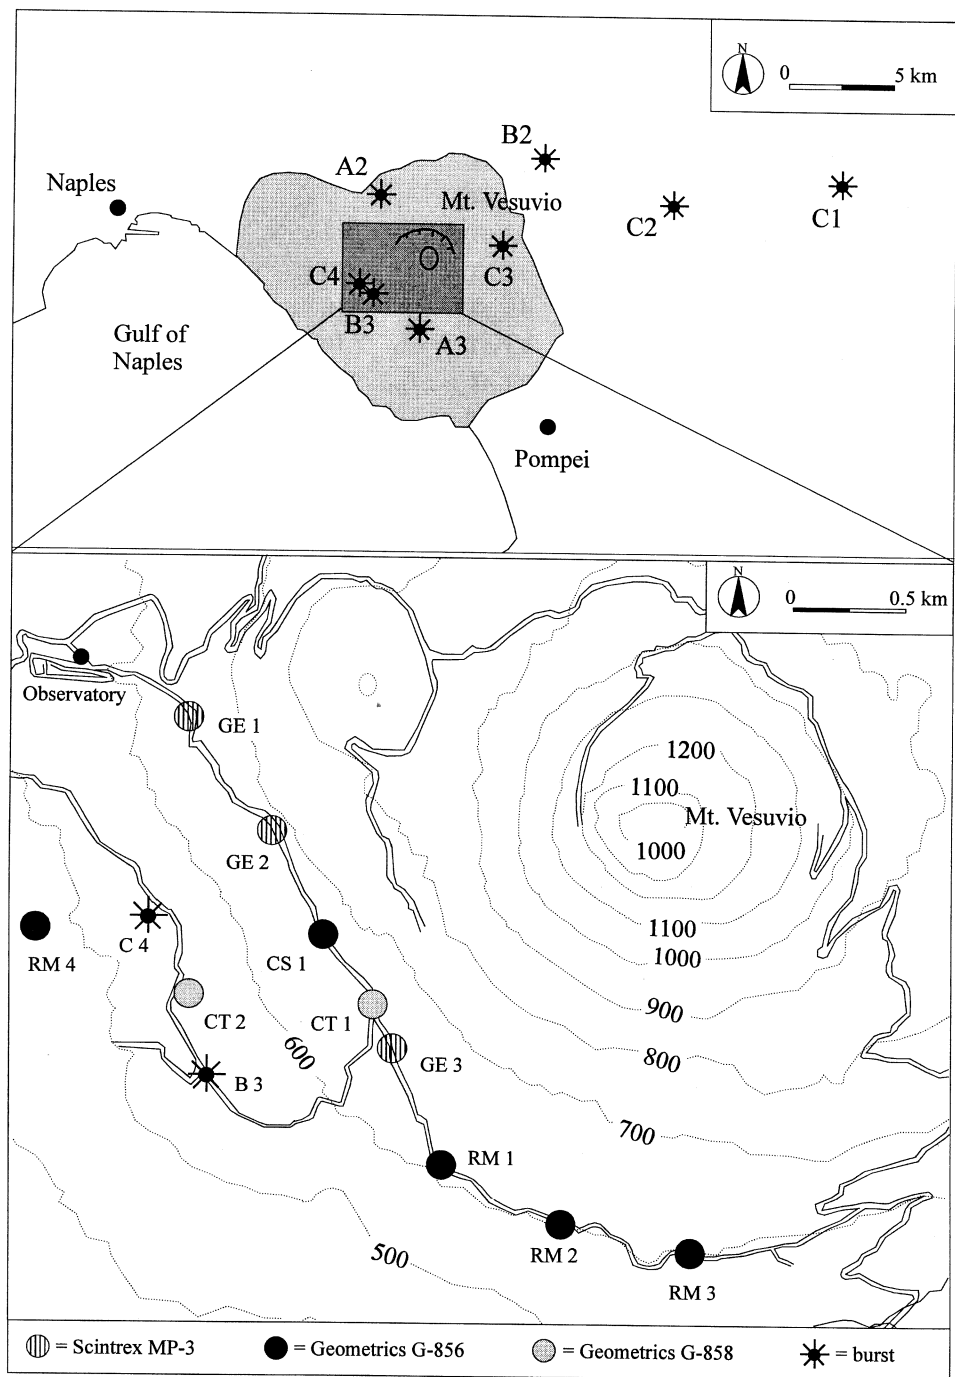 N
0
5 km
B2
A2
Naples
Mt. Vesuvio
C1
C2
C3
C4
B3
A3
Gulf of
Naples
Pompei
N
0
0.5 km
Observatory
GE 1
1200
1100
Mt. Vesuvio
1000
GE 2
C 4
1100
RM 4
CS 1
1000
900
CT 2
CT 1
600
GE 3
800
B 3
700
RM 1
500
RM 2
RM 3
= Scintrex MP-3
= Geometrics G-856
= Geometrics G-858
= burst